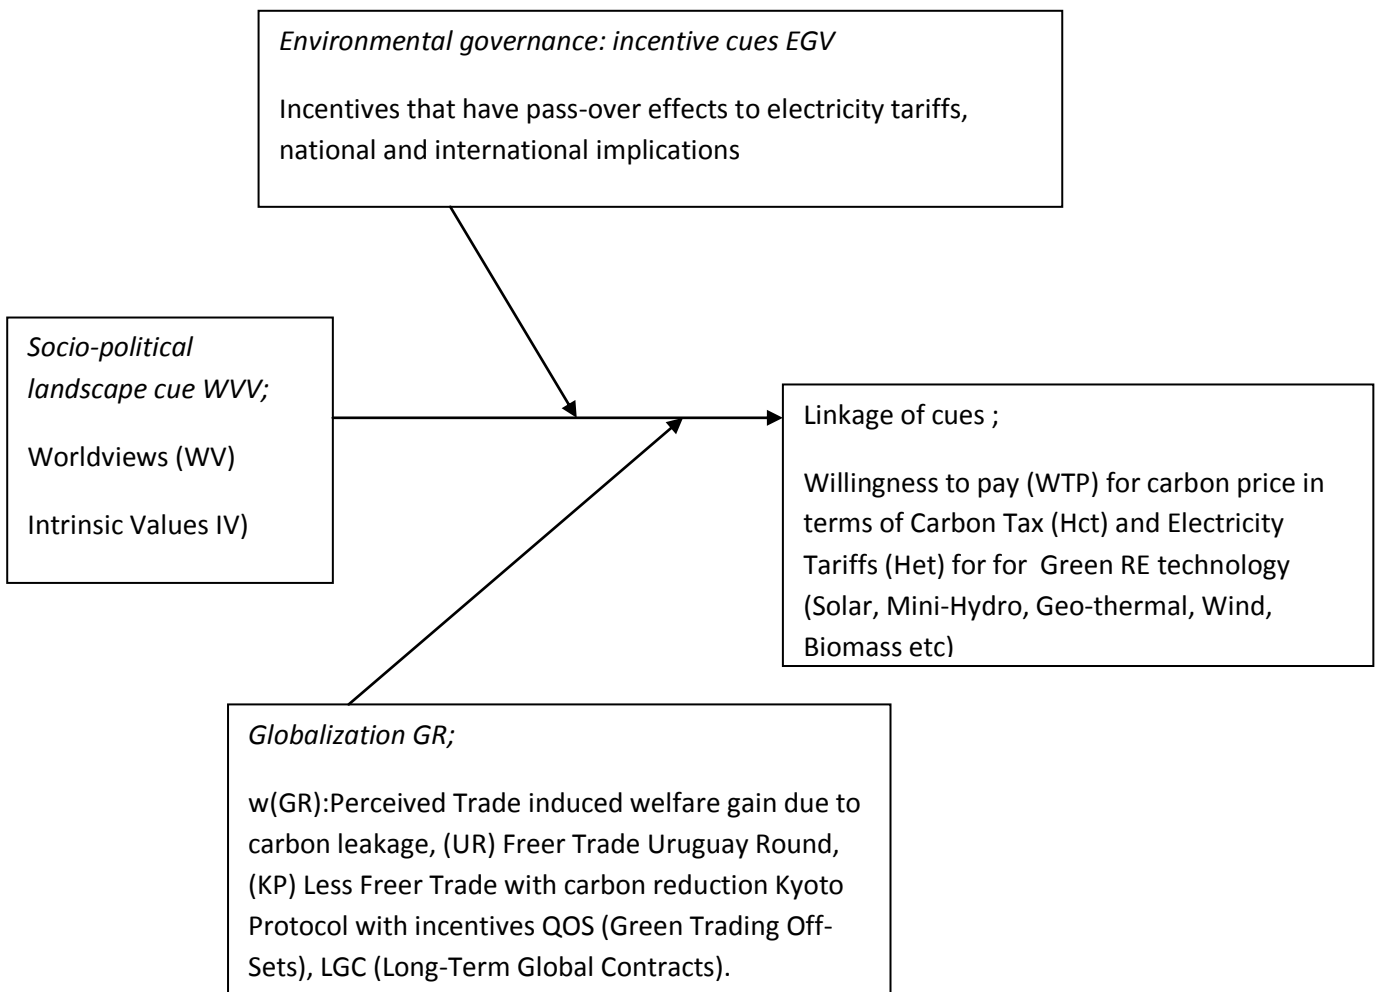 Environmental governance: incentive cues EGV
Incentives that have pass-over effects to electricity tariffs,
national and international implications
Socio-political
landscape cue WVV;
Worldviews (WV)
Intrinsic Values IV)
Linkage of cues ;
Willingness to pay (WTP) for carbon price in
terms of Carbon Tax (Hct) and Electricity
Tariffs (Het) for for Green RE technology
(Solar, Mini-Hydro, Geo-thermal, Wind,
Biomass etc)
Globalization GR;
w(GR):Perceived Trade induced welfare gain due to
carbon leakage, (UR) Freer Trade Uruguay Round,
(KP) Less Freer Trade with carbon reduction Kyoto
Protocol with incentives QOS (Green Trading Off-
Sets), LGC (Long-Term Global Contracts).